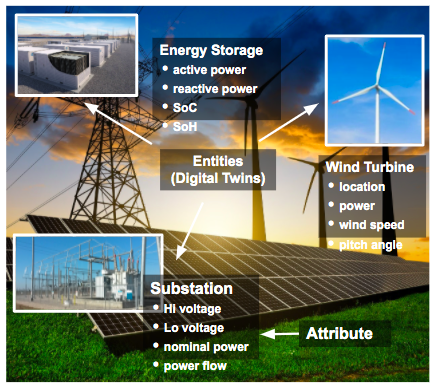 Energy Storage
• active power
• reactive power
• SoC
• SoH
Entities
(Digital Twins)
Wind Turbine
• location
• power
• wind speed
• pitch angle
Substation
• Hi voltage
• Lo voltage
• nominal power
• power flow
Attribute